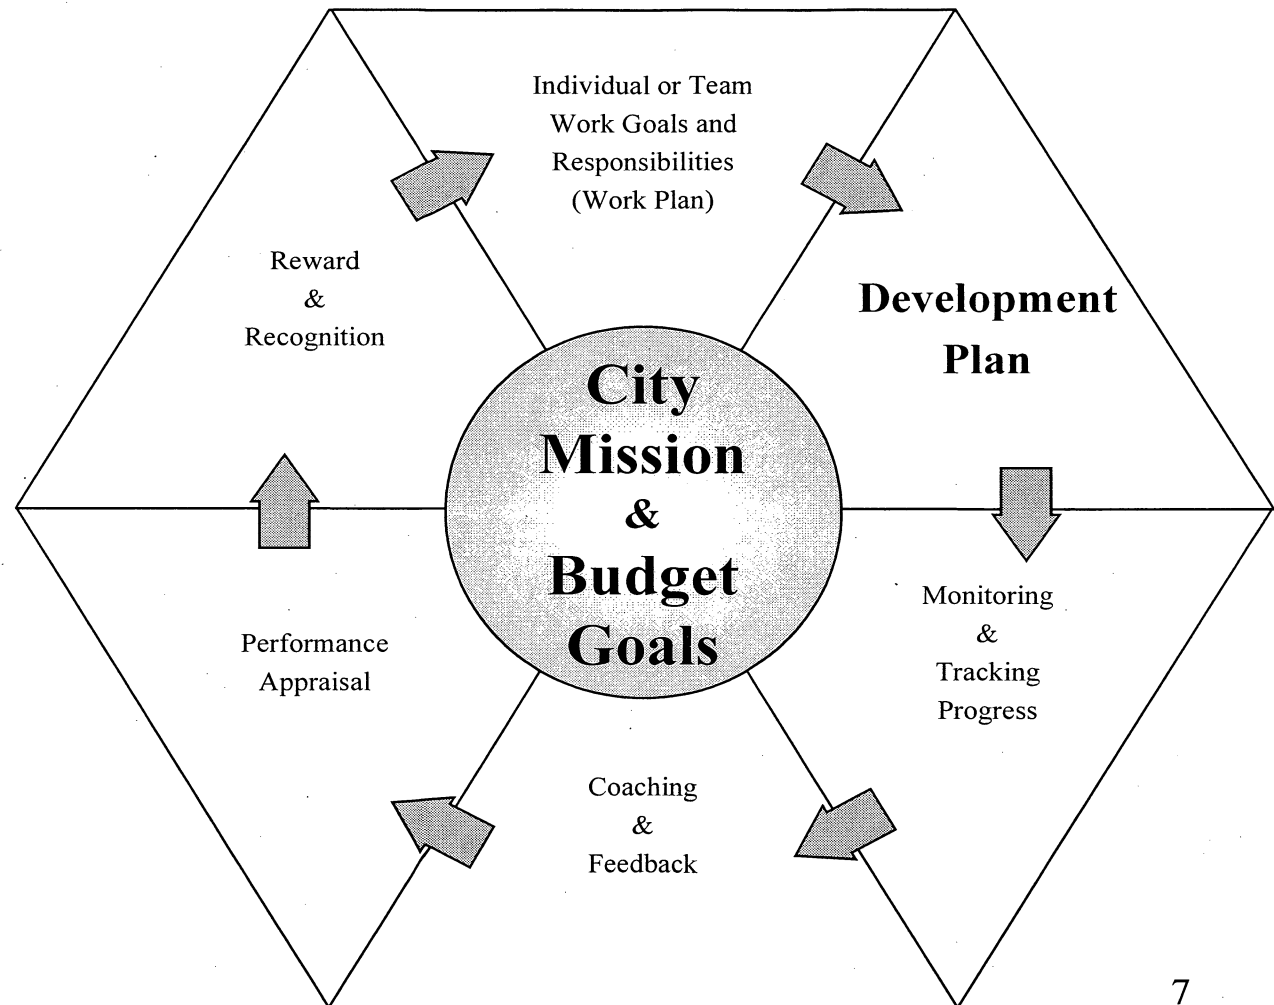 Individual or Team
Work Goals and
Responsibilities
(Work Plan)
Development
Plan
Monitoring
&
Tracking
Progress
Coaching
&
Feedback
Performance
Appraisal
Reward
&
Recognition
City
Mission
&
Budget
Goals
7